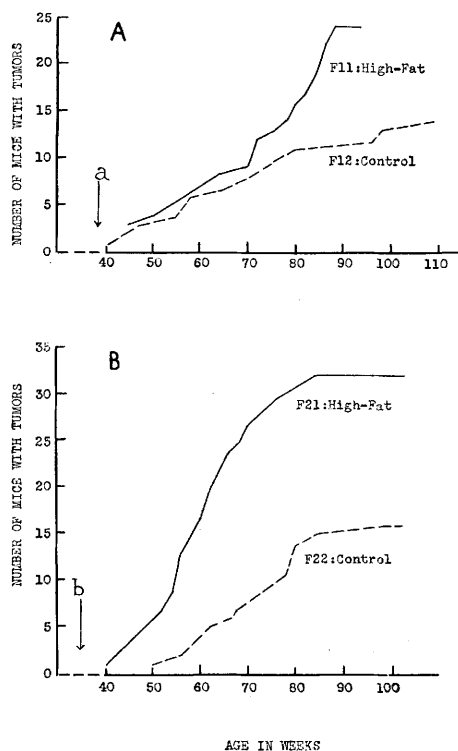 A
25
20
15
10
5
0
NUMBER OF MICE WITH TUMORS
a
F11:High-Fat
F12:Control
40 50 60 70 80 90 100 110
B
35
30
25
20
15
10
5
0
NUMBER OF MICE WITH TUMORS
b
F21:High-Fat
F22:Control
40 50 60 70 80 90 100
AGE IN WEEKS